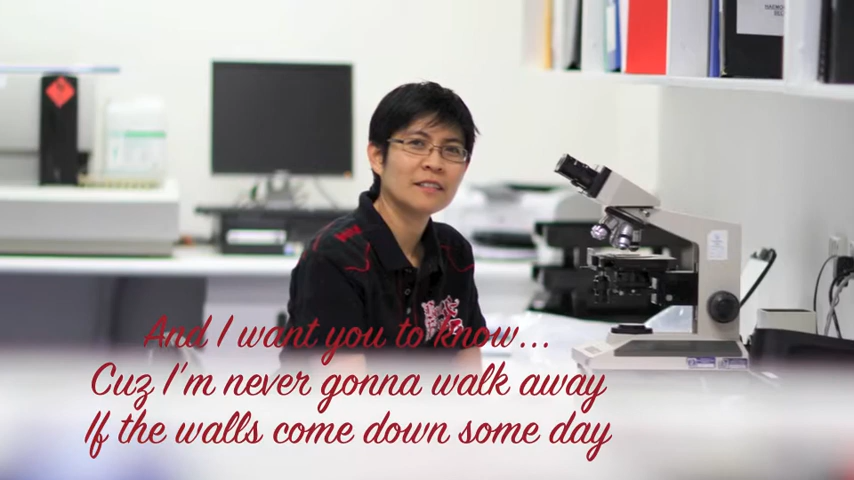 And I want you to know...
Cuz I'm never gonna walk away
If the walls come down some day